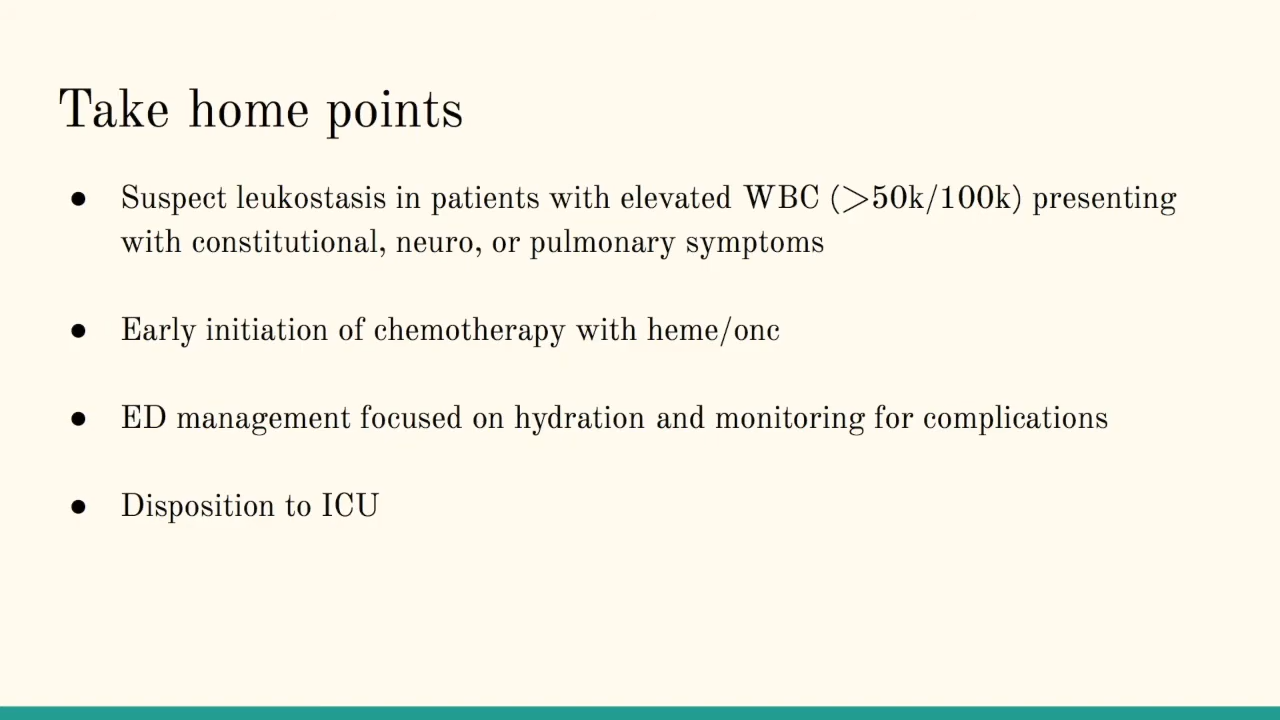 Take home points
● Suspect leukostasis in patients with elevated WBC (>50k/100k) presenting
with constitutional, neuro, or pulmonary symptoms
● Early initiation of chemotherapy with heme/onc
● ED management focused on hydration and monitoring for complications
● Disposition to ICU